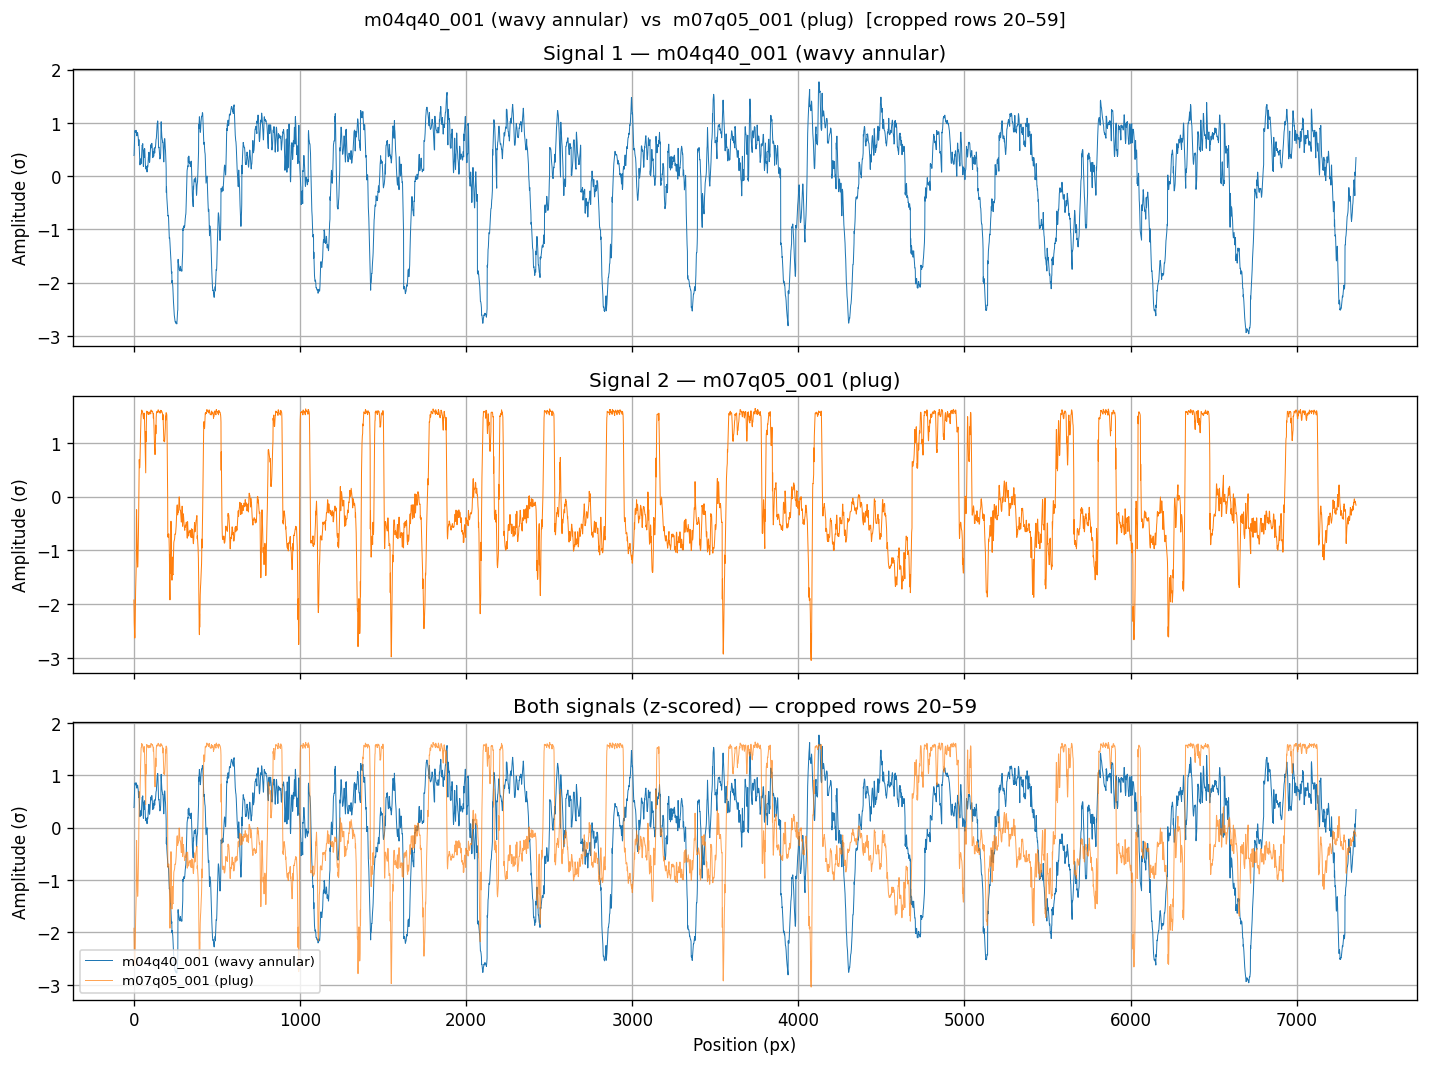 m04q40_001 (wavy annular)  vs  m07q05_001 (plug)  [cropped rows 20–59]
Signal 1 — m04q40_001 (wavy annular)
2
1
0
−1
−2
−3
Amplitude (σ)
Signal 2 — m07q05_001 (plug)
1
0
−1
−2
−3
Amplitude (σ)
Both signals (z-scored) — cropped rows 20–59
2
1
0
−1
−2
−3
Amplitude (σ)
m04q40_001 (wavy annular)
m07q05_001 (plug)
0 1000 2000 3000 4000 5000 6000 7000
Position (px)